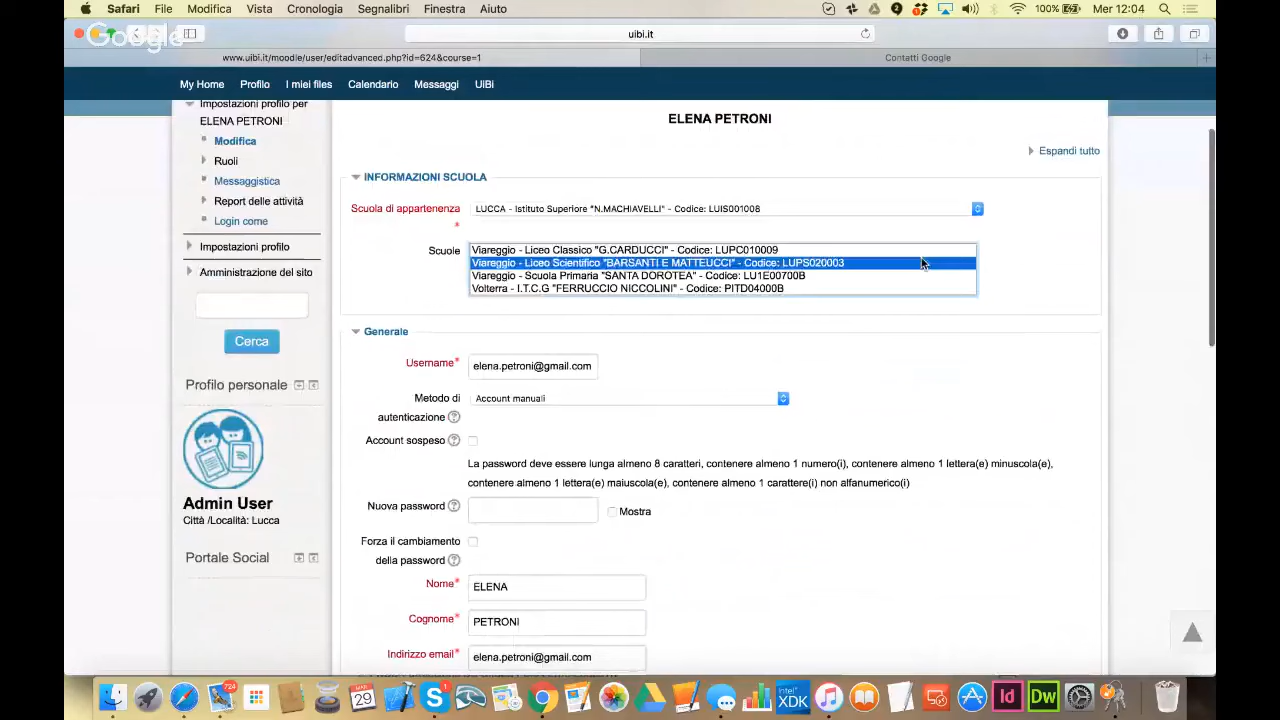 Safari File Modifica Vista Cronologia Segnalibri Finestra Aiuto 100% Mer 12:04
Google
uibi.it
www.uibi.it/moodle/user/editadvanced.php?id=624&course=1 Contatti Google
My Home Profilo I miei files Calendario Messaggi UIBI
Impostazioni profilo per
ELENA PETRONI
Modifica
Ruoli
Messaggistica
Report delle attività
Login come
Impostazioni profilo
Amministrazione del sito
Cerca
Profilo personale
Admin User
Città /Località: Lucca
Portale Social
ELENA PETRONI
Espandi tutto
INFORMAZIONI SCUOLA
Scuola di appartenenza* LUCCA - Istituto Superiore "N.MACHIAVELLI" - Codice: LUIS001008
Scuole
Viareggio - Liceo Classico "G.CARDUCCI" - Codice: LUPC010009
Viareggio - Liceo Scientifico "BARSANTI E MATTEUCCI" - Codice: LUPS020003
Viareggio - Scuola Primaria "SANTA DOROTEA" - Codice: LU1E00700B
Volterra - I.T.C.G "FERRUCCIO NICCOLINI" - Codice: PITD04000B
Generale
Username* elena.petroni@gmail.com
Metodo di autenticazione Account manuali
Account sospeso
La password deve essere lunga almeno 8 caratteri, contenere almeno 1 numero(i), contenere almeno 1 lettera(e) minuscola(e),
contenere almeno 1 lettera(e) maiuscola(e), contenere almeno 1 carattere(i) non alfanumerico(i)
Nuova password Mostra
Forza il cambiamento
della password
Nome* ELENA
Cognome* PETRONI
Indirizzo email* elena.petroni@gmail.com
724
29
1
Intel
XDK
Id
Dw